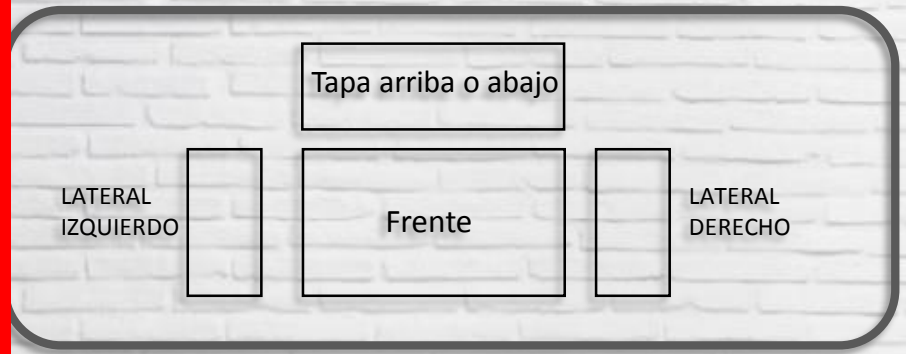 Tapa arriba o abajo
LATERAL
IZQUIERDO
Frente
LATERAL
DERECHO